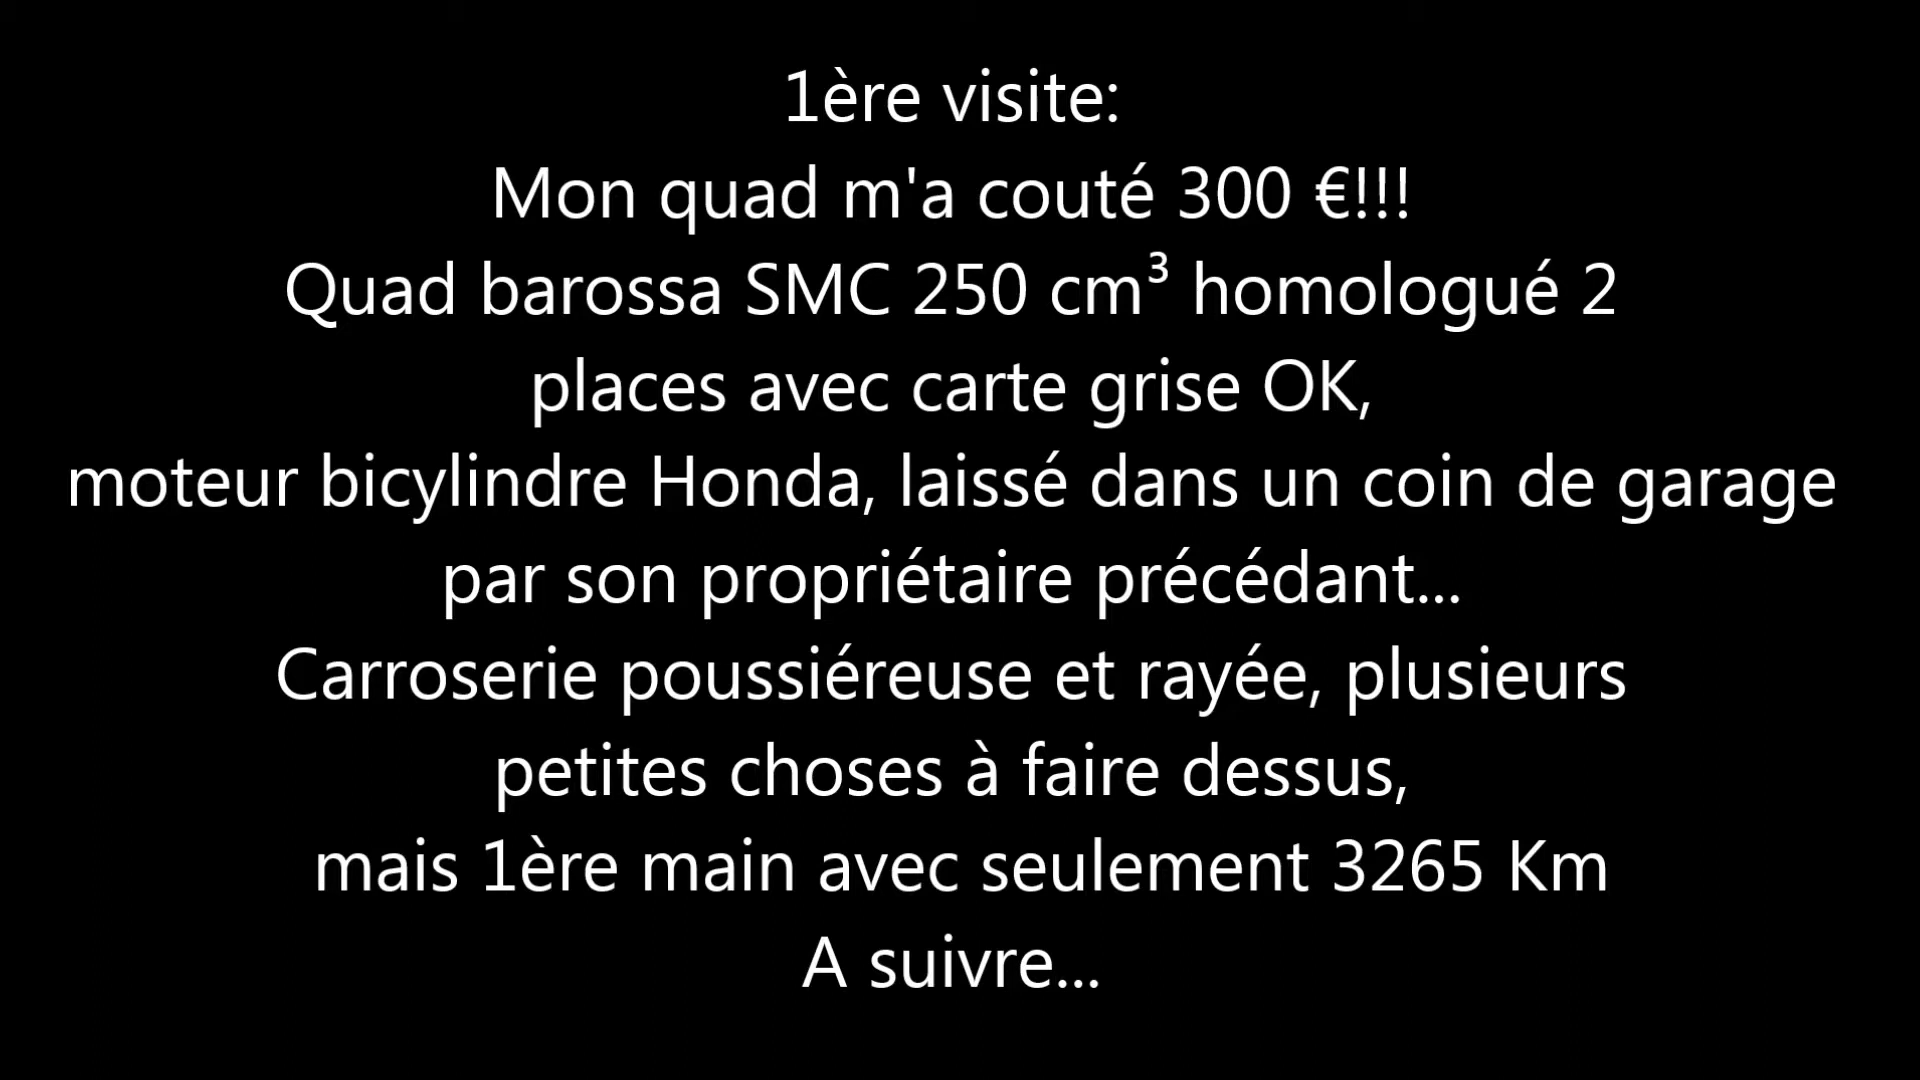 1ère visite:
Mon quad m'a couté 300 €!!!
Quad barossa SMC 250 cm³ homologué 2
places avec carte grise OK,
moteur bicylindre Honda, laissé dans un coin de garage
par son propriétaire précédant...
Carroserie poussiéreuse et rayée, plusieurs
petites choses à faire dessus,
mais 1ère main avec seulement 3265 Km
A suivre...